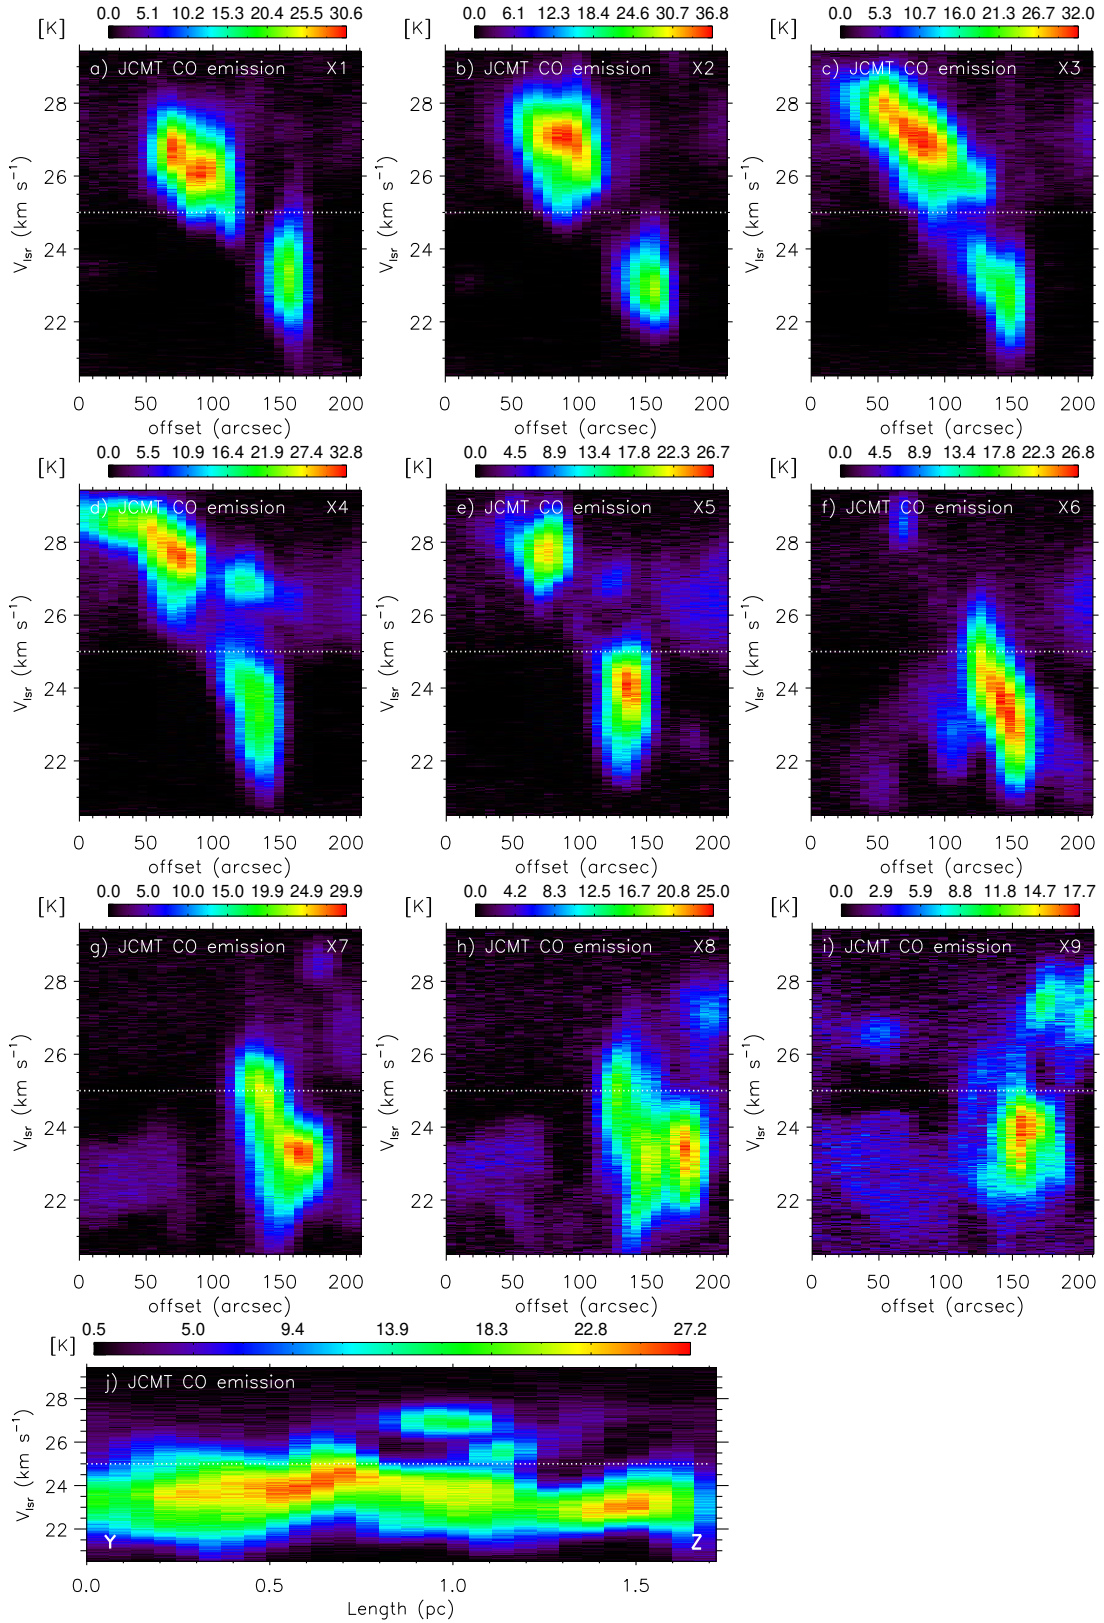 0.0 5.1 10.2 15.3 20.4 25.5 30.6
[K]
a) JCMT CO emission X1
28
26
24
22
V_lsr (km s⁻¹)
0 50 100 150 200
offset (arcsec)
0.0 6.1 12.3 18.4 24.6 30.7 36.8
[K]
b) JCMT CO emission X2
28
26
24
22
V_lsr (km s⁻¹)
0 50 100 150 200
offset (arcsec)
0.0 5.3 10.7 16.0 21.3 26.7 32.0
[K]
c) JCMT CO emission X3
28
26
24
22
V_lsr (km s⁻¹)
0 50 100 150 200
offset (arcsec)
0.0 5.5 10.9 16.4 21.9 27.4 32.8
[K]
d) JCMT CO emission X4
28
26
24
22
V_lsr (km s⁻¹)
0 50 100 150 200
offset (arcsec)
0.0 4.5 8.9 13.4 17.8 22.3 26.7
[K]
e) JCMT CO emission X5
28
26
24
22
V_lsr (km s⁻¹)
0 50 100 150 200
offset (arcsec)
0.0 4.5 8.9 13.4 17.8 22.3 26.8
[K]
f) JCMT CO emission X6
28
26
24
22
V_lsr (km s⁻¹)
0 50 100 150 200
offset (arcsec)
0.0 5.0 10.0 15.0 19.9 24.9 29.9
[K]
g) JCMT CO emission X7
28
26
24
22
V_lsr (km s⁻¹)
0 50 100 150 200
offset (arcsec)
0.0 4.2 8.3 12.5 16.7 20.8 25.0
[K]
h) JCMT CO emission X8
28
26
24
22
V_lsr (km s⁻¹)
0 50 100 150 200
offset (arcsec)
0.0 2.9 5.9 8.8 11.8 14.7 17.7
[K]
i) JCMT CO emission X9
28
26
24
22
V_lsr (km s⁻¹)
0 50 100 150 200
offset (arcsec)
0.5 5.0 9.4 13.9 18.3 22.8 27.2
[K]
j) JCMT CO emission
28
26
24
22
V_lsr (km s⁻¹)
Y Z
0.0 0.5 1.0 1.5
Length (pc)